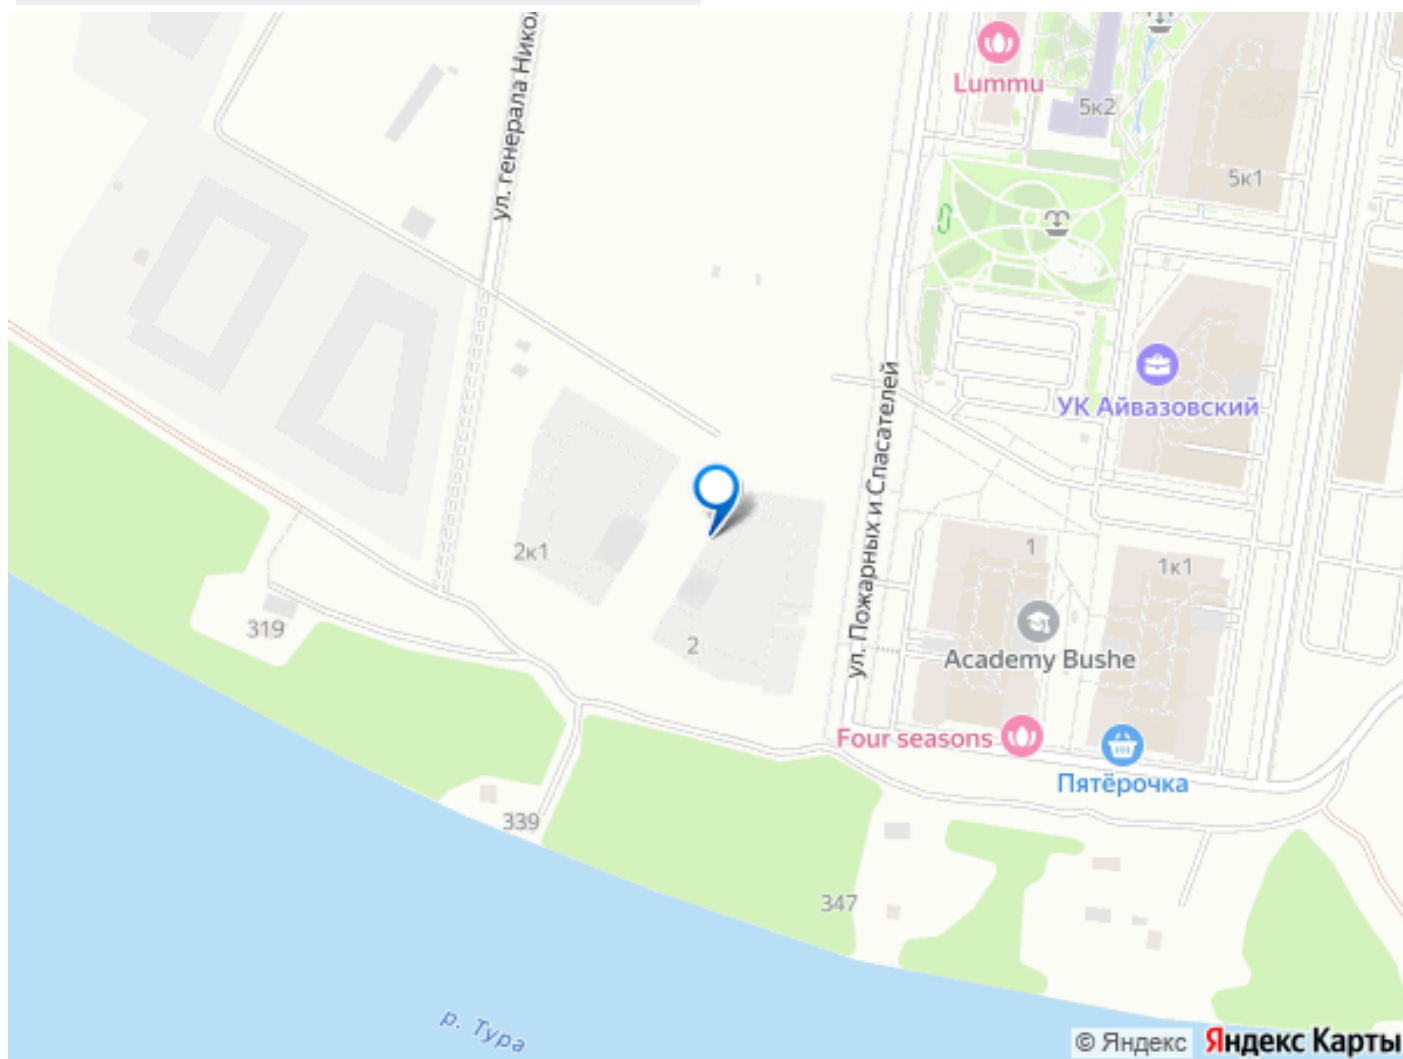 ул. генерала Никол
Lummu
5к2
5к1
УК Айвазовский
ул. Пожарных и Спасателей
2к1
1
1к1
319
2
Academy Bushe
Four seasons
Пятёрочка
339
347
р. Тура
© Яндекс Яндекс Карты